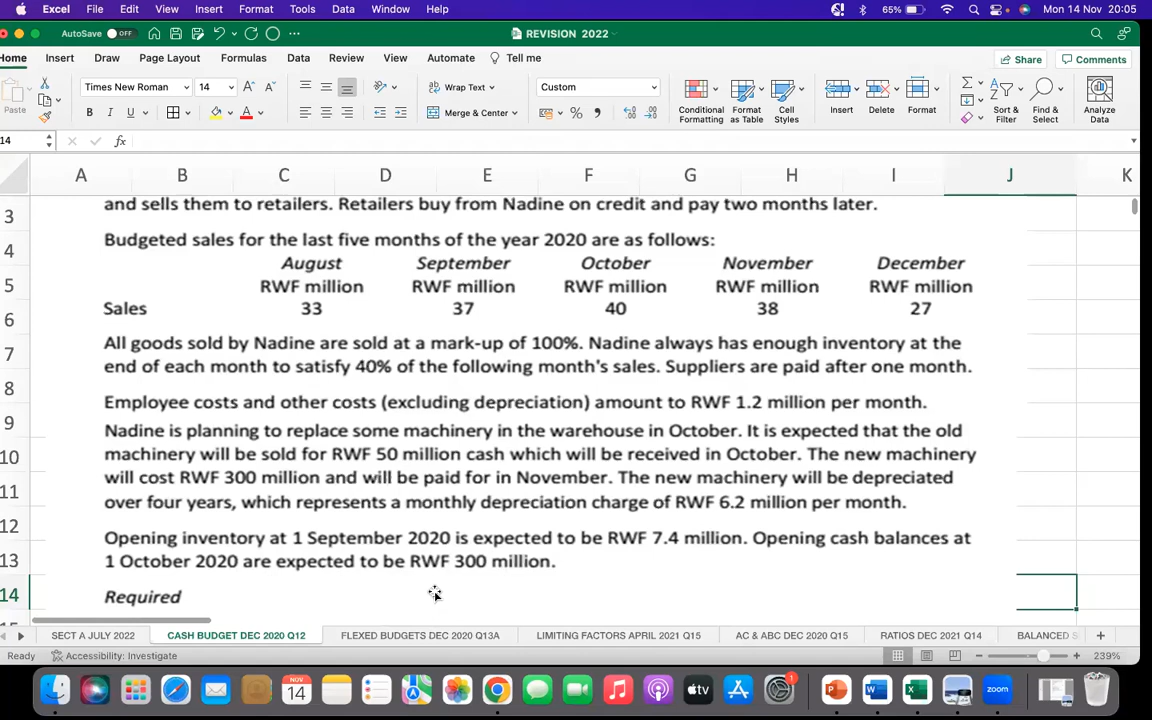 Excel File Edit View Insert Format Tools Data Window Help 65% Mon 14 Nov 20:05
AutoSave OFF REVISION 2022
Home Insert Draw Page Layout Formulas Data Review View Automate Tell me Share Comments
Paste Times New Roman 14 Wrap Text Custom
B I U Merge & Center Conditional Formatting Format as Table Cell Styles Insert Delete Format Sort & Filter Find & Select Analyze Data
14 fx
A B C D E F G H I J K
3 and sells them to retailers. Retailers buy from Nadine on credit and pay two months later.
4 Budgeted sales for the last five months of the year 2020 are as follows:
August September October November December
5 RWF million RWF million RWF million RWF million RWF million
6 Sales 33 37 40 38 27
7 All goods sold by Nadine are sold at a mark-up of 100%. Nadine always has enough inventory at the
end of each month to satisfy 40% of the following month's sales. Suppliers are paid after one month.
8 Employee costs and other costs (excluding depreciation) amount to RWF 1.2 million per month.
9 Nadine is planning to replace some machinery in the warehouse in October. It is expected that the old
10 machinery will be sold for RWF 50 million cash which will be received in October. The new machinery
11 will cost RWF 300 million and will be paid for in November. The new machinery will be depreciated
over four years, which represents a monthly depreciation charge of RWF 6.2 million per month.
12 Opening inventory at 1 September 2020 is expected to be RWF 7.4 million. Opening cash balances at
13 1 October 2020 are expected to be RWF 300 million.
14 Required
SECT A JULY 2022 CASH BUDGET DEC 2020 Q12 FLEXED BUDGETS DEC 2020 Q13A LIMITING FACTORS APRIL 2021 Q15 AC & ABC DEC 2020 Q15 RATIOS DEC 2021 Q14 BALANCED S
Ready Accessibility: Investigate 239%
NOV 14 tv 1 P W X zoom